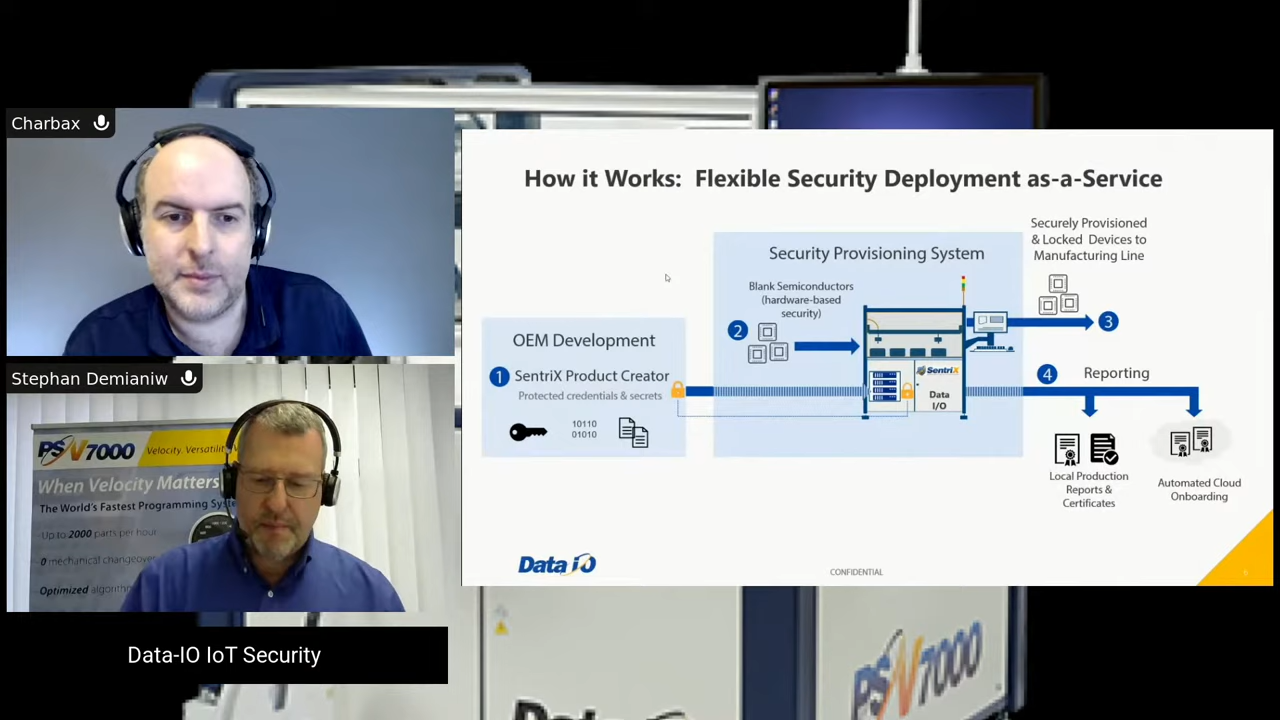 Charbax
Stephan Demianiw
PSV7000
Velocity. Versatility
When Velocity Matters
The World's Fastest Programming Sys
Up to 2000 parts per hour
0 mechanical changeover
Optimized algorithm
Data-IO IoT Security
How it Works: Flexible Security Deployment as-a-Service
OEM Development
1 SentriX Product Creator
Protected credentials & secrets
10110
01010
Security Provisioning System
Blank Semiconductors
(hardware-based
security)
2
SentriX
Data
I/O
Securely Provisioned
& Locked Devices to
Manufacturing Line
3
4 Reporting
Local Production
Reports &
Certificates
Automated Cloud
Onboarding
Data iO
CONFIDENTIAL
PSV7000